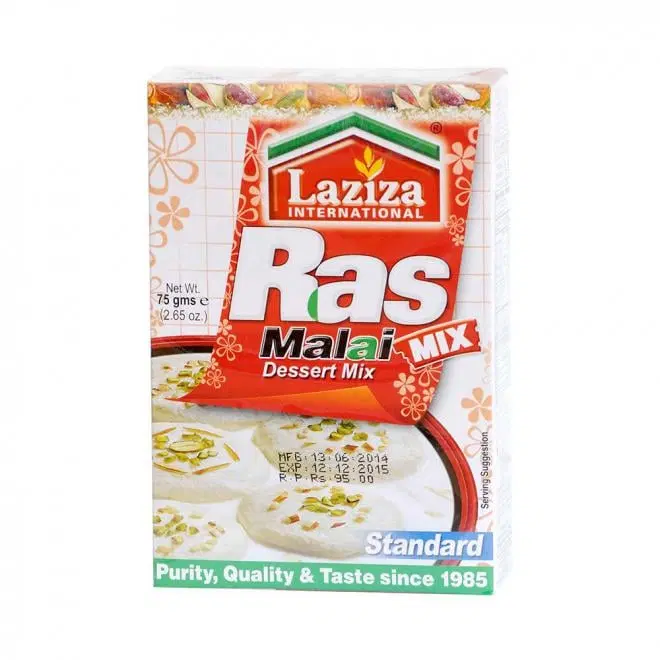 ®
Laziza
INTERNATIONAL
Ras
Malai MIX
Dessert Mix
Net Wt.
75 gms e
(2.65 oz.)
MFG:13.06.2014
EXP:12.12.2015
R.P.Rs.95.00
Serving Suggestion
Standard
Purity, Quality & Taste since 1985